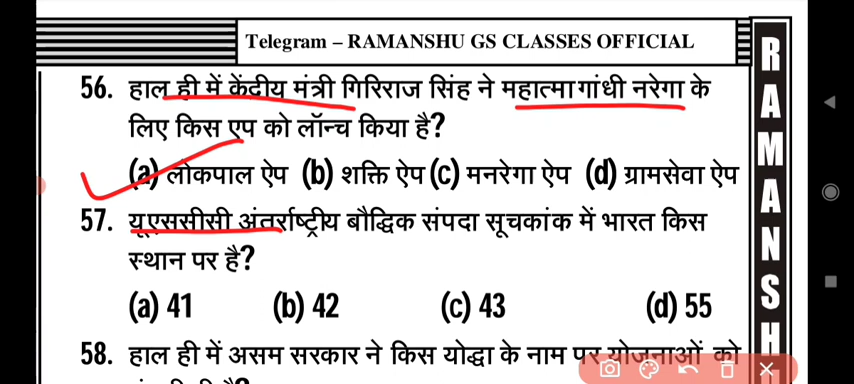 Telegram – RAMANSHU GS CLASSES OFFICIAL
56. हाल ही में केंदीय मंत्री गिरिराज सिंह ने महात्मा गांधी नरेगा के
लिए किस एप को लॉन्च किया है?
(a) लोकपाल ऐप (b) शक्ति ऐप (c) मनरेगा ऐप (d) ग्रामसेवा ऐप
57. यूएससीसी अंतर्राष्ट्रीय बौद्धिक संपदा सूचकांक में भारत किस
स्थान पर है?
(a) 41 (b) 42 (c) 43 (d) 55
58. हाल ही में असम सरकार ने किस योद्धा के नाम पर योजनाओं को
RAMANSH